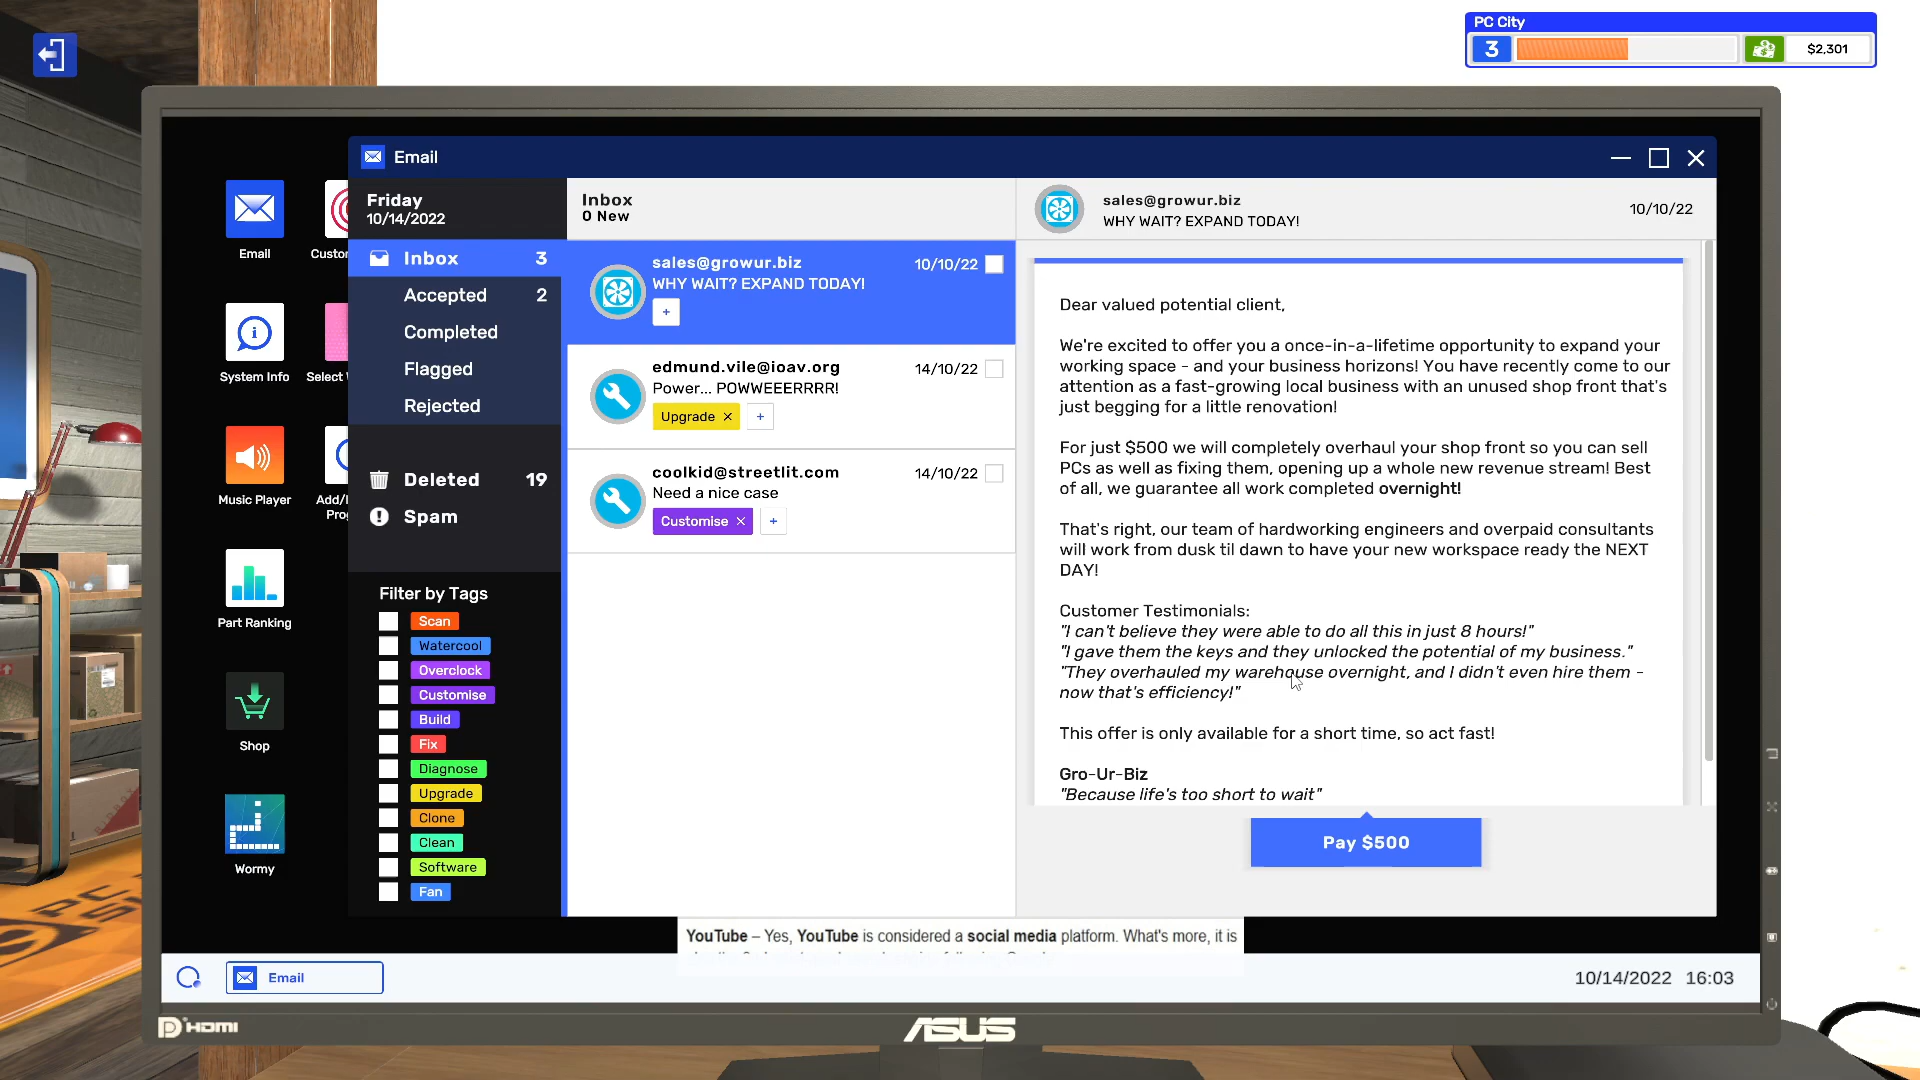 PC City
3
$2,301
Email
Friday
10/14/2022
Inbox 3
Accepted 2
Completed
Flagged
Rejected
Deleted 19
Spam
Filter by Tags
Scan
Watercool
Overclock
Customise
Build
Fix
Diagnose
Upgrade
Clone
Clean
Software
Fan
Email
System Info
Music Player
Part Ranking
Shop
Wormy
Inbox
0 New
sales@growur.biz 10/10/22
WHY WAIT? EXPAND TODAY!
+
edmund.vile@ioav.org 14/10/22
Power... POWWEEERRRR!
Upgrade × +
coolkid@streetlit.com 14/10/22
Need a nice case
Customise × +
sales@growur.biz
WHY WAIT? EXPAND TODAY!
10/10/22
Dear valued potential client,
We're excited to offer you a once-in-a-lifetime opportunity to expand your
working space - and your business horizons! You have recently come to our
attention as a fast-growing local business with an unused shop front that's
just begging for a little renovation!
For just $500 we will completely overhaul your shop front so you can sell
PCs as well as fixing them, opening up a whole new revenue stream! Best
of all, we guarantee all work completed overnight!
That's right, our team of hardworking engineers and overpaid consultants
will work from dusk til dawn to have your new workspace ready the NEXT
DAY!
Customer Testimonials:
"I can't believe they were able to do all this in just 8 hours!"
"I gave them the keys and they unlocked the potential of my business."
"They overhauled my warehouse overnight, and I didn't even hire them -
now that's efficiency!"
This offer is only available for a short time, so act fast!
Gro-Ur-Biz
"Because life's too short to wait"
Pay $500
YouTube – Yes, YouTube is considered a social media platform. What's more, it is
Email
10/14/2022 16:03
HDMI
ASUS